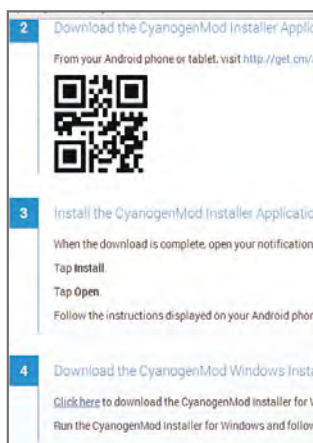 2 Download the CyanogenMod Installer Applic
From your Android phone or tablet, visit http://get.cm/
3 Install the CyanogenMod Installer Applicatio
When the download is complete, open your notification
Tap Install.
Tap Open.
Follow the instructions displayed on your Android phon
4 Download the CyanogenMod Windows Insta
Click here to download the CyanogenMod Installer for W
Run the CyanogenMod Installer for Windows and follow